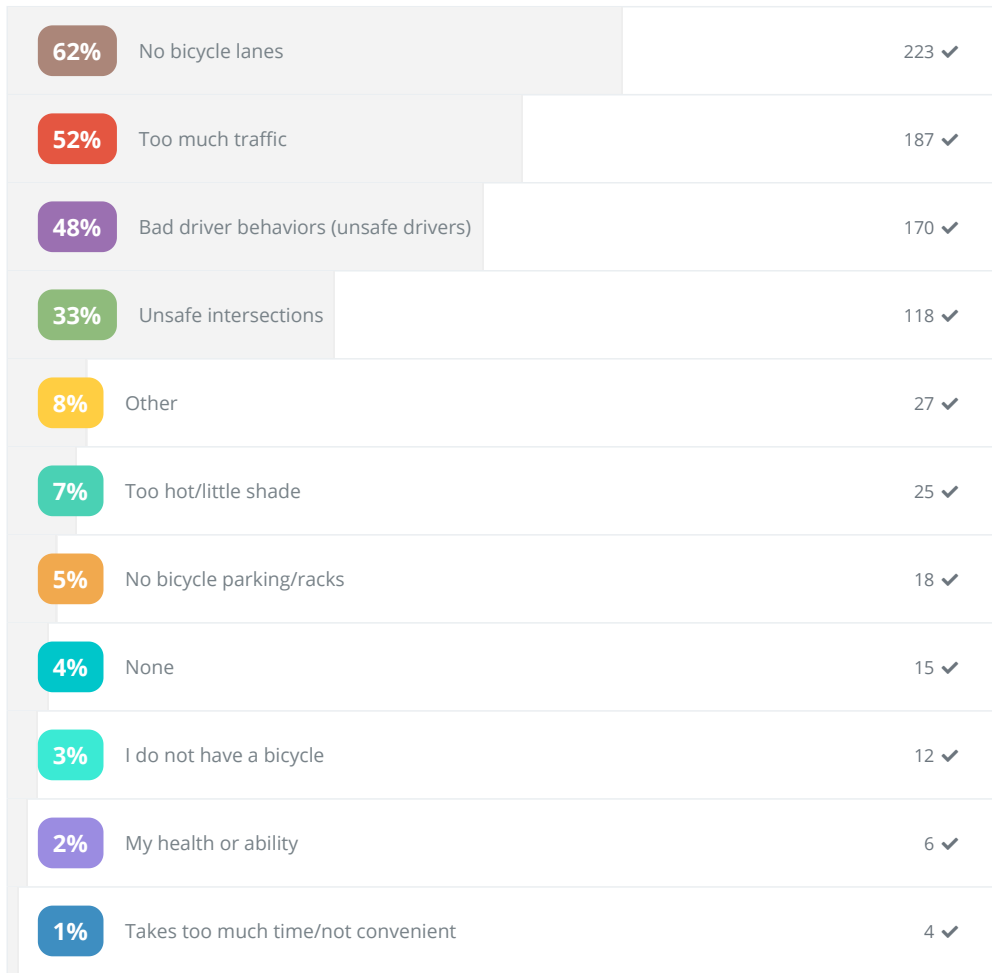 62% No bicycle lanes 223 ✔
52% Too much traffic 187 ✔
48% Bad driver behaviors (unsafe drivers) 170 ✔
33% Unsafe intersections 118 ✔
8% Other 27 ✔
7% Too hot/little shade 25 ✔
5% No bicycle parking/racks 18 ✔
4% None 15 ✔
3% I do not have a bicycle 12 ✔
2% My health or ability 6 ✔
1% Takes too much time/not convenient 4 ✔